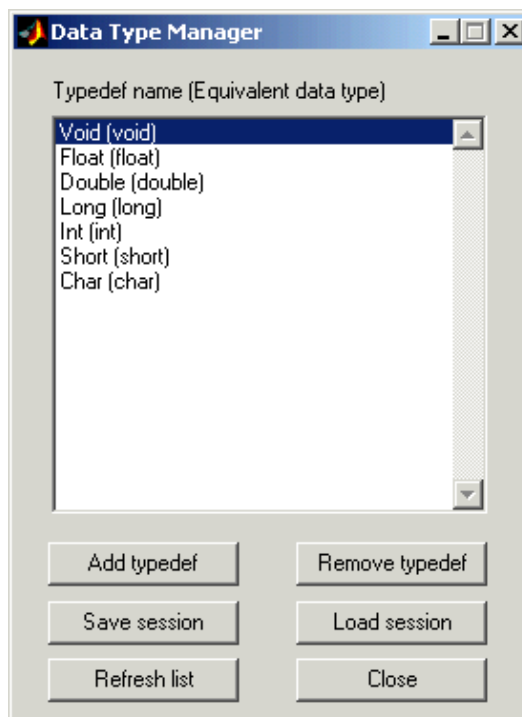 Data Type Manager
Typedef name (Equivalent data type)
Void (void)
Float (float)
Double (double)
Long (long)
Int (int)
Short (short)
Char (char)
Add typedef
Remove typedef
Save session
Load session
Refresh list
Close